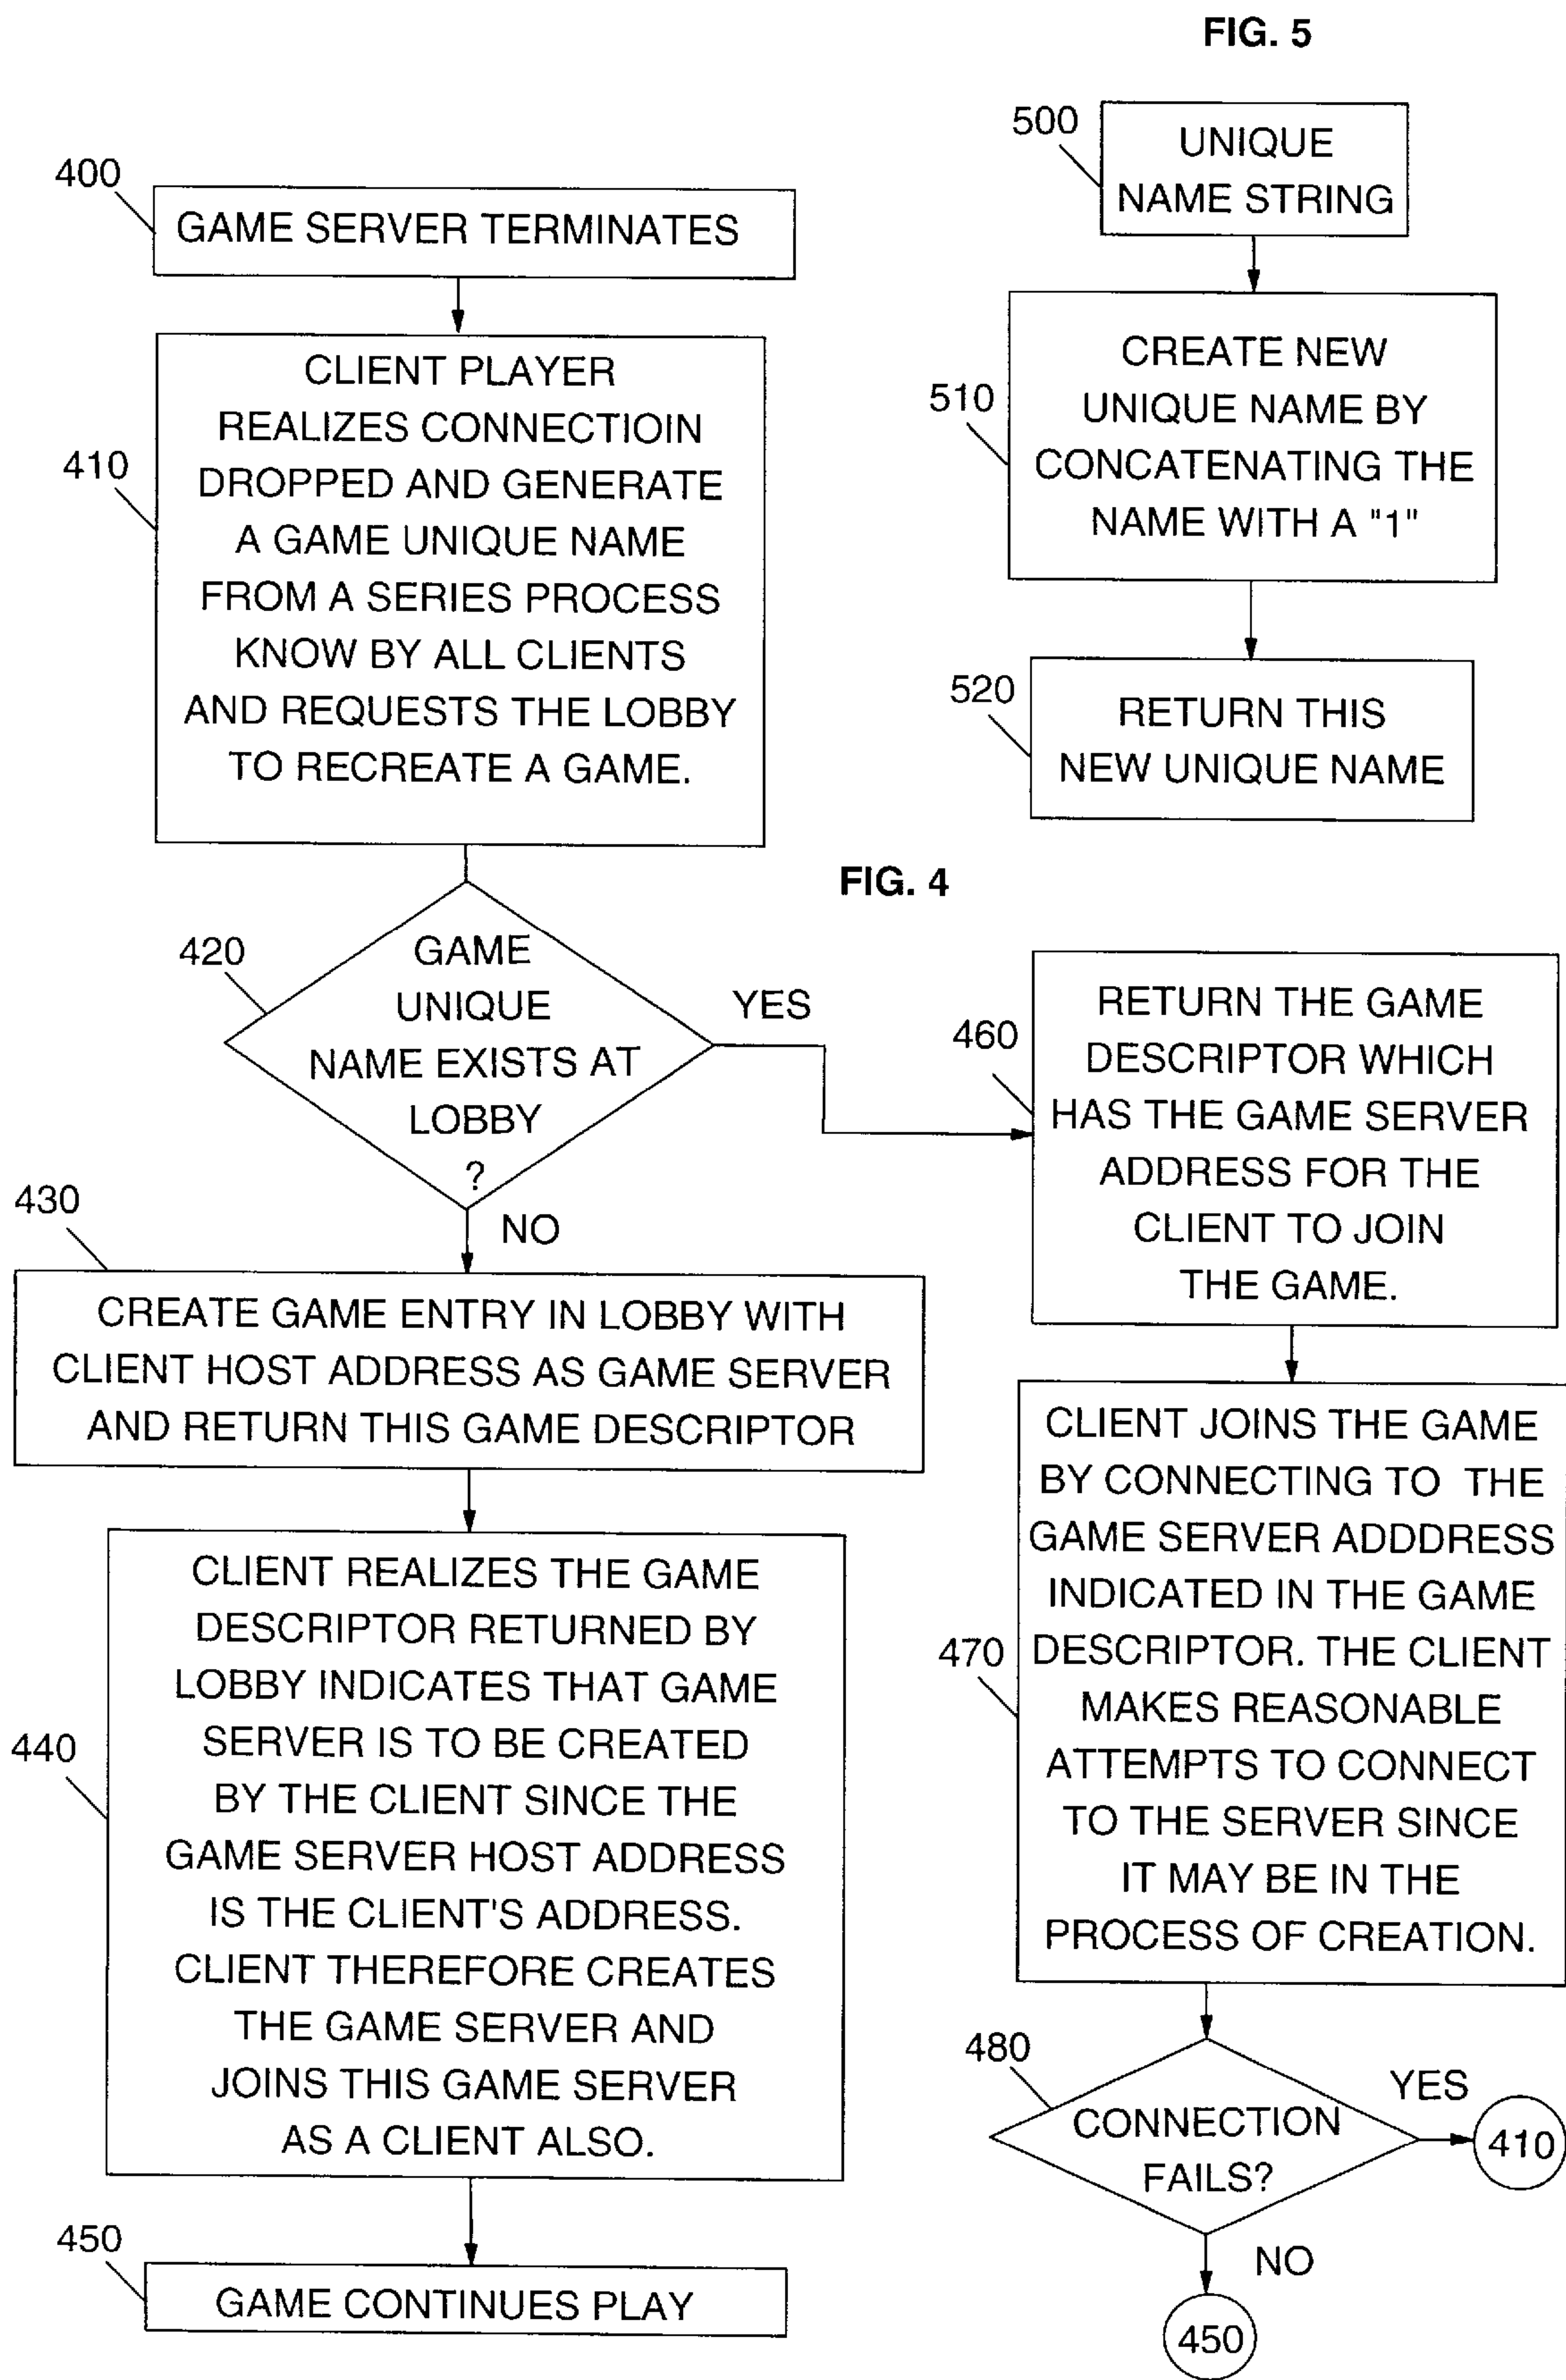 FIG. 5
500
UNIQUE
NAME STRING
510
CREATE NEW
UNIQUE NAME BY
CONCATENATING THE
NAME WITH A "1"
520
RETURN THIS
NEW UNIQUE NAME
400
GAME SERVER TERMINATES
410
CLIENT PLAYER
REALIZES CONNECTIOIN
DROPPED AND GENERATE
A GAME UNIQUE NAME
FROM A SERIES PROCESS
KNOW BY ALL CLIENTS
AND REQUESTS THE LOBBY
TO RECREATE A GAME.
FIG. 4
420
GAME
UNIQUE
NAME EXISTS AT
LOBBY
?
YES
NO
430
CREATE GAME ENTRY IN LOBBY WITH
CLIENT HOST ADDRESS AS GAME SERVER
AND RETURN THIS GAME DESCRIPTOR
440
CLIENT REALIZES THE GAME
DESCRIPTOR RETURNED BY
LOBBY INDICATES THAT GAME
SERVER IS TO BE CREATED
BY THE CLIENT SINCE THE
GAME SERVER HOST ADDRESS
IS THE CLIENT'S ADDRESS.
CLIENT THEREFORE CREATES
THE GAME SERVER AND
JOINS THIS GAME SERVER
AS A CLIENT ALSO.
450
GAME CONTINUES PLAY
460
RETURN THE GAME
DESCRIPTOR WHICH
HAS THE GAME SERVER
ADDRESS FOR THE
CLIENT TO JOIN
THE GAME.
470
CLIENT JOINS THE GAME
BY CONNECTING TO THE
GAME SERVER ADDDRESS
INDICATED IN THE GAME
DESCRIPTOR. THE CLIENT
MAKES REASONABLE
ATTEMPTS TO CONNECT
TO THE SERVER SINCE
IT MAY BE IN THE
PROCESS OF CREATION.
480
CONNECTION
FAILS?
YES
410
NO
450